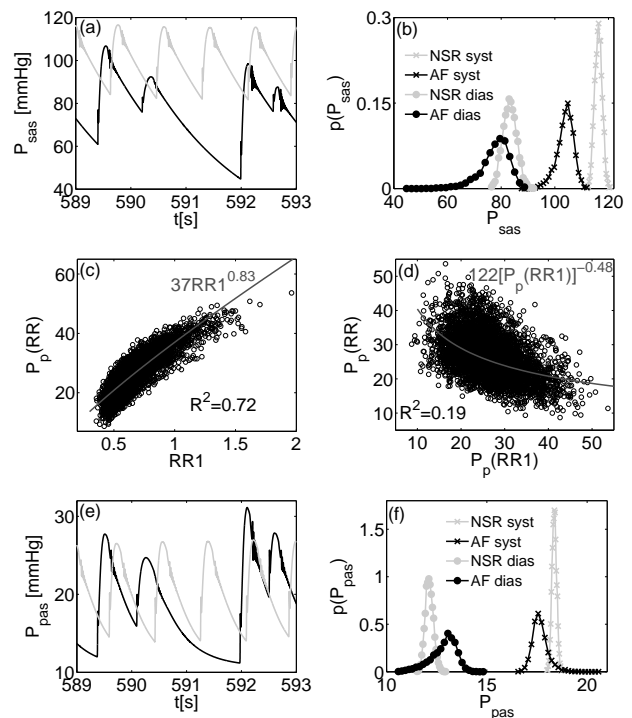 (a)
120
100
80
60
40
P_sas [mmHg]
589 590 591 592 593
t[s]
(b)
0.3
0.15
0
p(P_sas)
NSR syst
AF syst
NSR dias
AF dias
40 60 80 100 120
P_sas
(c)
60
40
20
P_p(RR)
37RR1^0.83
R²=0.72
0.5 1 1.5 2
RR1
(d)
50
40
30
20
10
P_p(RR)
122[P_p(RR1)]^−0.48
R²=0.19
10 20 30 40 50
P_p(RR1)
(e)
30
20
10
P_pas [mmHg]
589 590 591 592 593
t[s]
(f)
1.5
1
0.5
0
p(P_pas)
NSR syst
AF syst
NSR dias
AF dias
10 15 20
P_pas